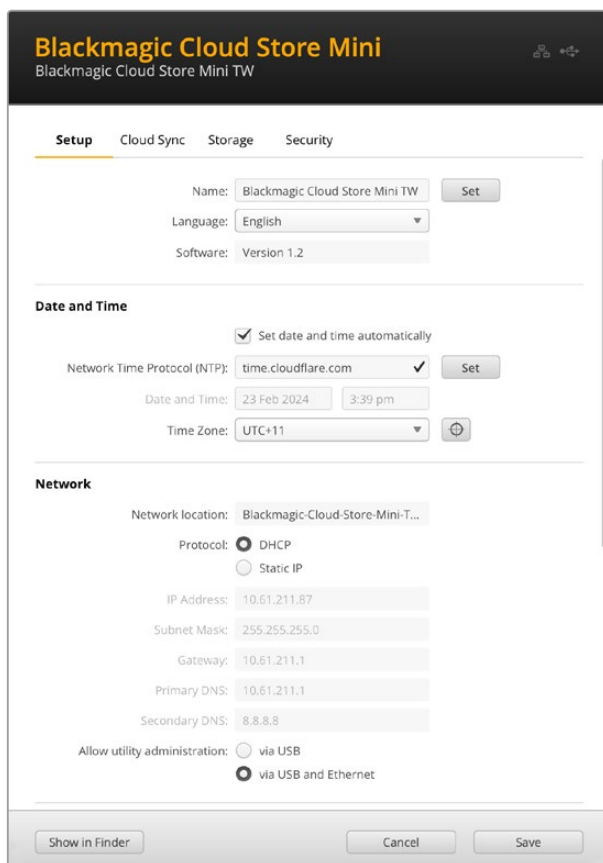 Blackmagic Cloud Store Mini
Blackmagic Cloud Store Mini TW
Setup Cloud Sync Storage Security
Name: Blackmagic Cloud Store Mini TW Set
Language: English
Software: Version 1.2
Date and Time
Set date and time automatically
Network Time Protocol (NTP): time.cloudflare.com Set
Date and Time: 23 Feb 2024 3:39 pm
Time Zone: UTC+11
Network
Network location: Blackmagic-Cloud-Store-Mini-T...
Protocol: DHCP
Static IP
IP Address: 10.61.211.87
Subnet Mask: 255.255.255.0
Gateway: 10.61.211.1
Primary DNS: 10.61.211.1
Secondary DNS: 8.8.8.8
Allow utility administration: via USB
via USB and Ethernet
Show in Finder Cancel Save